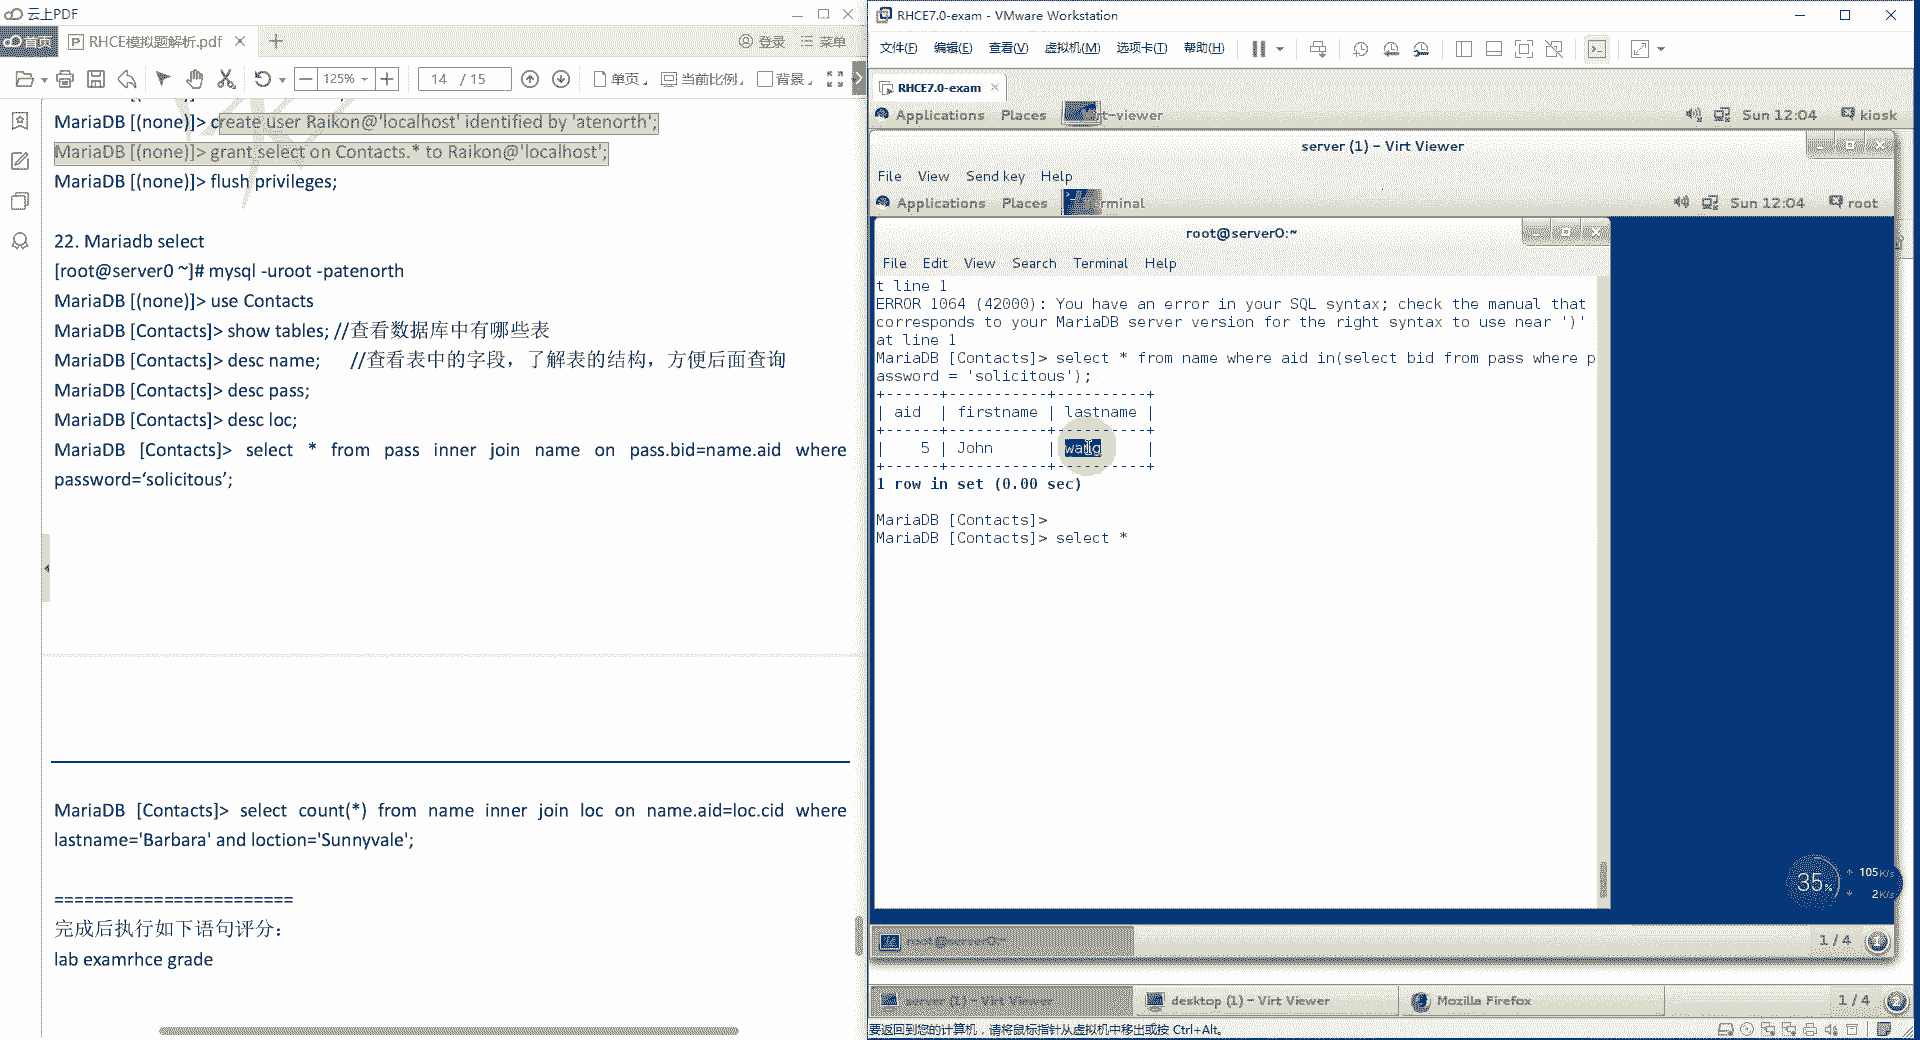 云上PDF
首页
RHCE模拟题解析.pdf
登录
菜单
125%
14 / 15
单页
当前比例
背景
MariaDB [(none)]> create user Raikon@'localhost' identified by 'atenorth';
MariaDB [(none)]> grant select on Contacts.* to Raikon@'localhost';
MariaDB [(none)]> flush privileges;
22. Mariadb select
[root@server0 ~]# mysql -uroot -patenorth
MariaDB [(none)]> use Contacts
MariaDB [Contacts]> show tables; //查看数据库中有哪些表
MariaDB [Contacts]> desc name; //查看表中的字段，了解表的结构，方便后面查询
MariaDB [Contacts]> desc pass;
MariaDB [Contacts]> desc loc;
MariaDB [Contacts]> select * from pass inner join name on pass.bid=name.aid where
password=‘solicitous’;
MariaDB [Contacts]> select count(*) from name inner join loc on name.aid=loc.cid where
lastname='Barbara' and loction='Sunnyvale';
========================
完成后执行如下语句评分：
lab examrhce grade
RHCE7.0-exam - VMware Workstation
文件(F) 编辑(E) 查看(V) 虚拟机(M) 选项卡(T) 帮助(H)
RHCE7.0-exam
Applications Places
rt-viewer
Sun 12:04
kiosk
server (1) – Virt Viewer
File View Send key Help
Applications Places
Terminal
Sun 12:04
root
root@server0:~
File Edit View Search Terminal Help
t line 1
ERROR 1064 (42000): You have an error in your SQL syntax; check the manual that
corresponds to your MariaDB server version for the right syntax to use near ')'
at line 1
MariaDB [Contacts]> select * from name where aid in(select bid from pass where p
assword = 'solicitous');
+------+-----------+----------+
| aid | firstname | lastname |
+------+-----------+----------+
| 5 | John | wang |
+------+-----------+----------+
1 row in set (0.00 sec)
MariaDB [Contacts]>
MariaDB [Contacts]> select *
35%
105K/s
2K/s
root@server0:~
1 / 4
server (1) – Virt Viewer
desktop (1) – Virt Viewer
Mozilla Firefox
1 / 4
要返回到您的计算机，请将鼠标指针从虚拟机中移出或按 Ctrl+Alt。